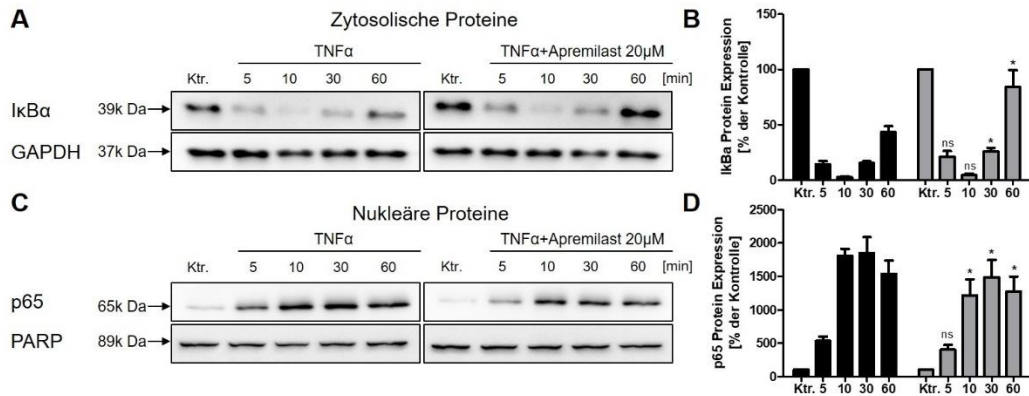 A
Zytosolische Proteine
TNFα
TNFα+Apremilast 20µM
Ktr. 5 10 30 60 Ktr. 5 10 30 60 [min]
IκBα 39k Da
GAPDH 37k Da
B
IkBa Protein Expression
[% der Kontrolle]
150
100
50
0
ns
ns
*
*
Ktr. 5 10 30 60 Ktr. 5 10 30 60
C
Nukleäre Proteine
TNFα
TNFα+Apremilast 20µM
Ktr. 5 10 30 60 Ktr. 5 10 30 60 [min]
p65 65k Da
PARP 89k Da
D
p65 Protein Expression
[% der Kontrolle]
2500
2000
1500
1000
500
0
ns
*
*
*
Ktr. 5 10 30 60 Ktr. 5 10 30 60